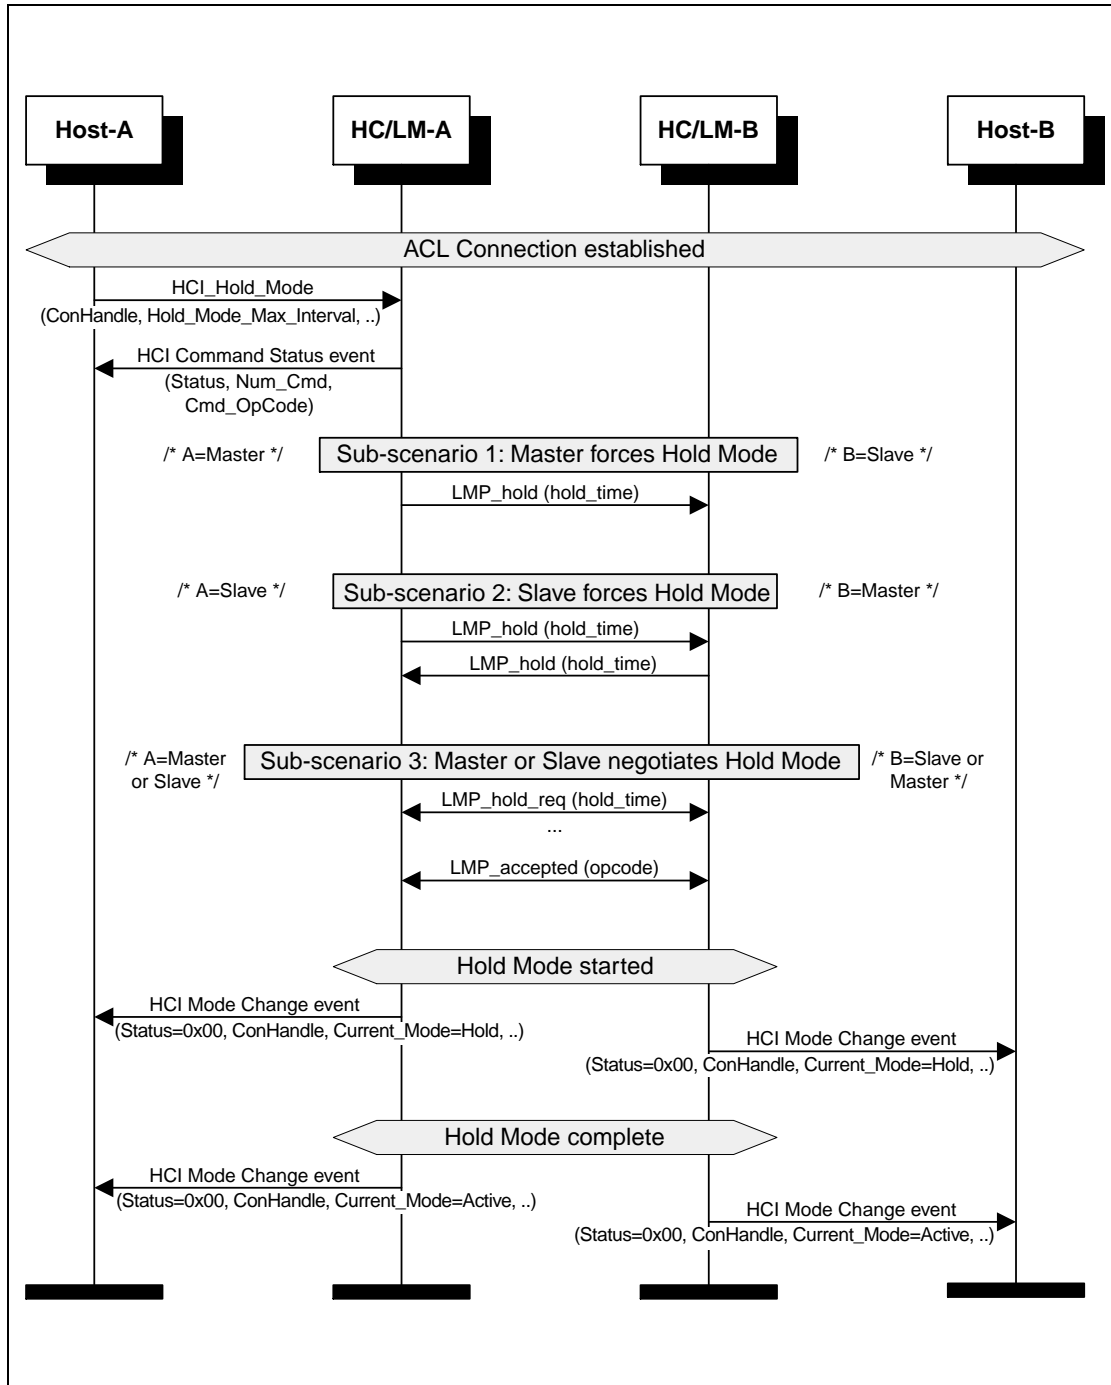 Host-A
HC/LM-A
HC/LM-B
Host-B
ACL Connection established
HCI_Hold_Mode
(ConHandle, Hold_Mode_Max_Interval, ..)
HCI Command Status event
(Status, Num_Cmd,
Cmd_OpCode)
/* A=Master */
Sub-scenario 1: Master forces Hold Mode
/* B=Slave */
LMP_hold (hold_time)
/* A=Slave */
Sub-scenario 2: Slave forces Hold Mode
/* B=Master */
LMP_hold (hold_time)
LMP_hold (hold_time)
/* A=Master
or Slave */
Sub-scenario 3: Master or Slave negotiates Hold Mode
/* B=Slave or
Master */
LMP_hold_req (hold_time)
...
LMP_accepted (opcode)
Hold Mode started
HCI Mode Change event
(Status=0x00, ConHandle, Current_Mode=Hold, ..)
HCI Mode Change event
(Status=0x00, ConHandle, Current_Mode=Hold, ..)
Hold Mode complete
HCI Mode Change event
(Status=0x00, ConHandle, Current_Mode=Active, ..)
HCI Mode Change event
(Status=0x00, ConHandle, Current_Mode=Active, ..)